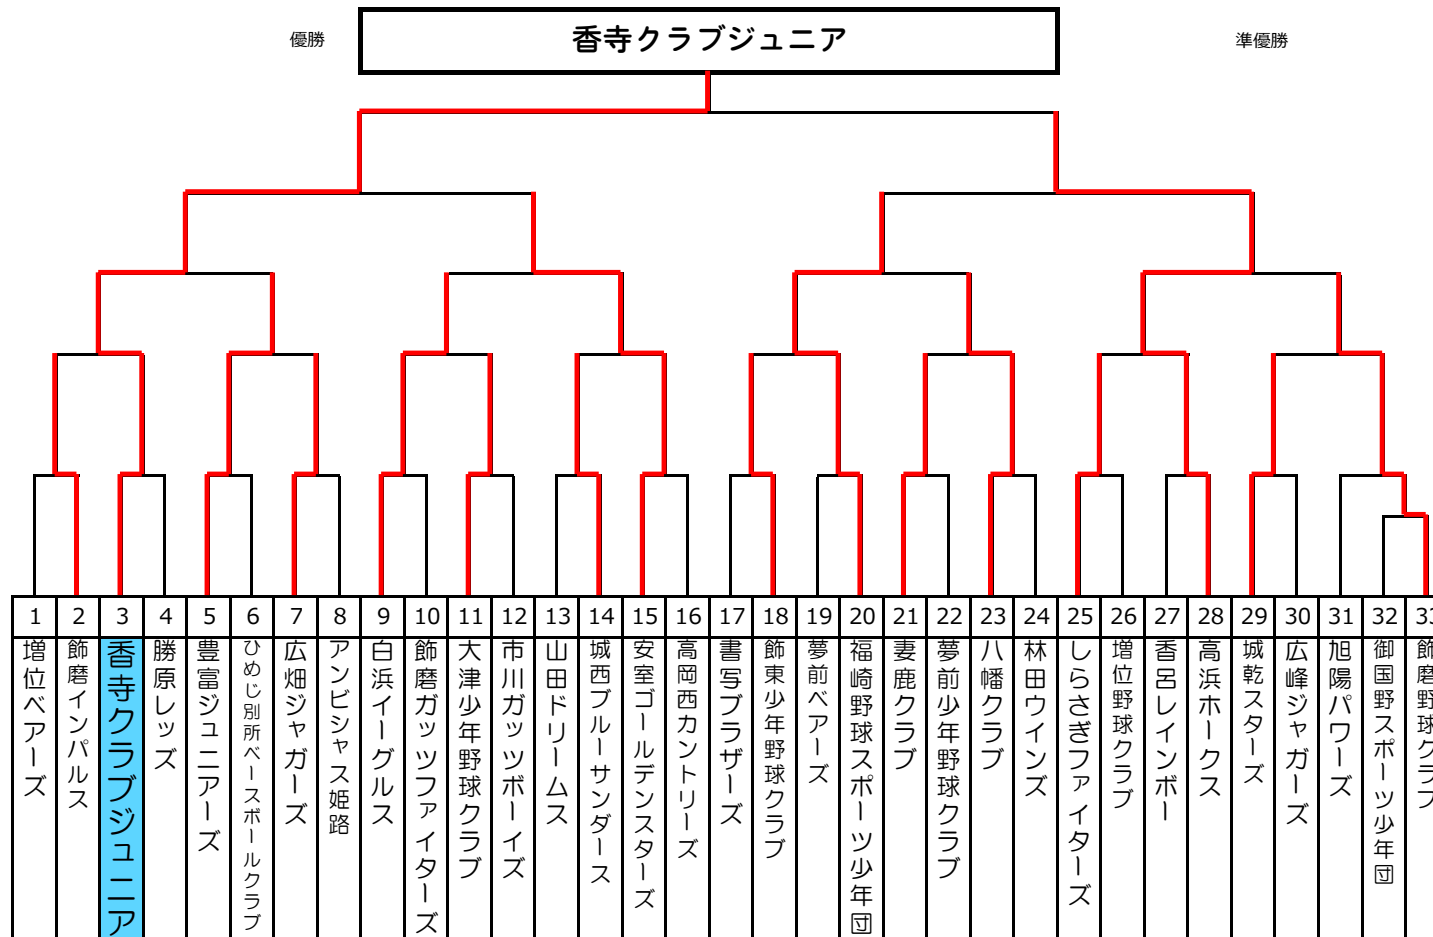 優勝
香寺クラブジュニア
準優勝
1
2
3
4
5
6
7
8
9
10
11
12
13
14
15
16
17
18
19
20
21
22
23
24
25
26
27
28
29
30
31
32
33
増位ベアーズ
飾磨インパルス
香寺クラブジュニア
勝原レッズ
豊富ジュニアーズ
ひめじ別所ベースボールクラブ
広畑ジャガーズ
アンビシャス姫路
白浜イーグルス
飾磨ガッツファイターズ
大津少年野球クラブ
市川ガッツボーイズ
山田ドリームス
城西ブルーサンダース
安室ゴールデンスターズ
高岡西カントリーズ
書写ブラザーズ
飾東少年野球クラブ
夢前ベアーズ
福崎野球スポーツ少年団
妻鹿クラブ
夢前少年野球クラブ
八幡クラブ
林田ウインズ
しらさぎファイターズ
増位野球クラブ
香呂レインボー
高浜ホークス
城乾スターズ
広峰ジャガーズ
旭陽パワーズ
御国野スポーツ少年団
飾磨野球クラブ